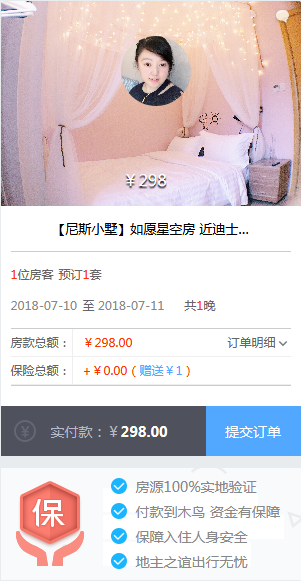 ￥298
【尼斯小墅】如愿星空房 近迪士...
1位房客 预订1套
2018-07-10 至 2018-07-11 共1晚
房款总额： ￥298.00 订单明细
保险总额： +￥0.00（赠送￥1）
￥ 实付款：￥298.00 提交订单
保
房源100%实地验证
付款到木鸟 资金有保障
保障入住人身安全
地主之谊出行无忧